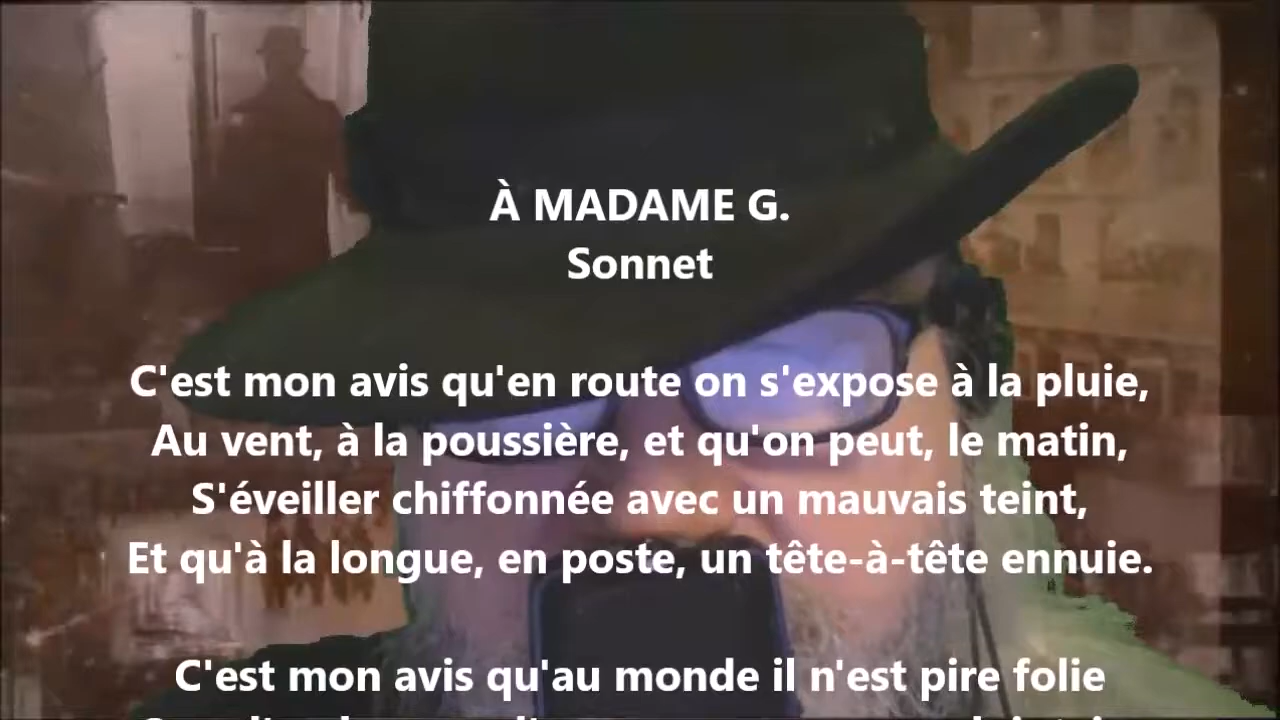 À MADAME G.
Sonnet
C'est mon avis qu'en route on s'expose à la pluie,
Au vent, à la poussière, et qu'on peut, le matin,
S'éveiller chiffonnée avec un mauvais teint,
Et qu'à la longue, en poste, un tête-à-tête ennuie.
C'est mon avis qu'au monde il n'est pire folie